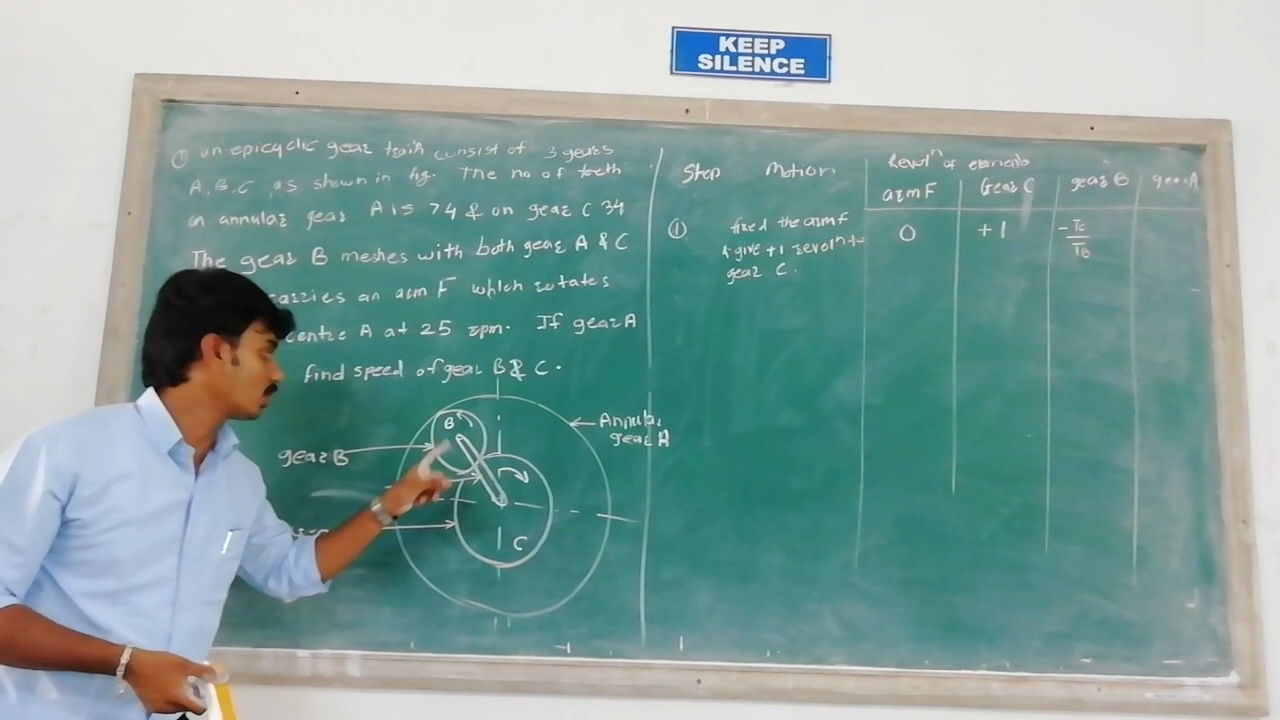 KEEP
SILENCE
① an epicyclic gear train consist of 3 gears
A, B, C as shown in fig. The no of teeth
on annular gear A is 74 & on gear C 34
The gear B meshes with both gear A & C
carries an arm F which rotates
centre A at 25 rpm. If gear A
find speed of gear B & C.
B
Annular
gear A
gear B
C
Step Motion Revolⁿ of elements
arm F Gear C gear B gear A
① fixed the arm F 0 +1 - Tc/TB
& give +1 revolⁿ to
gear C.